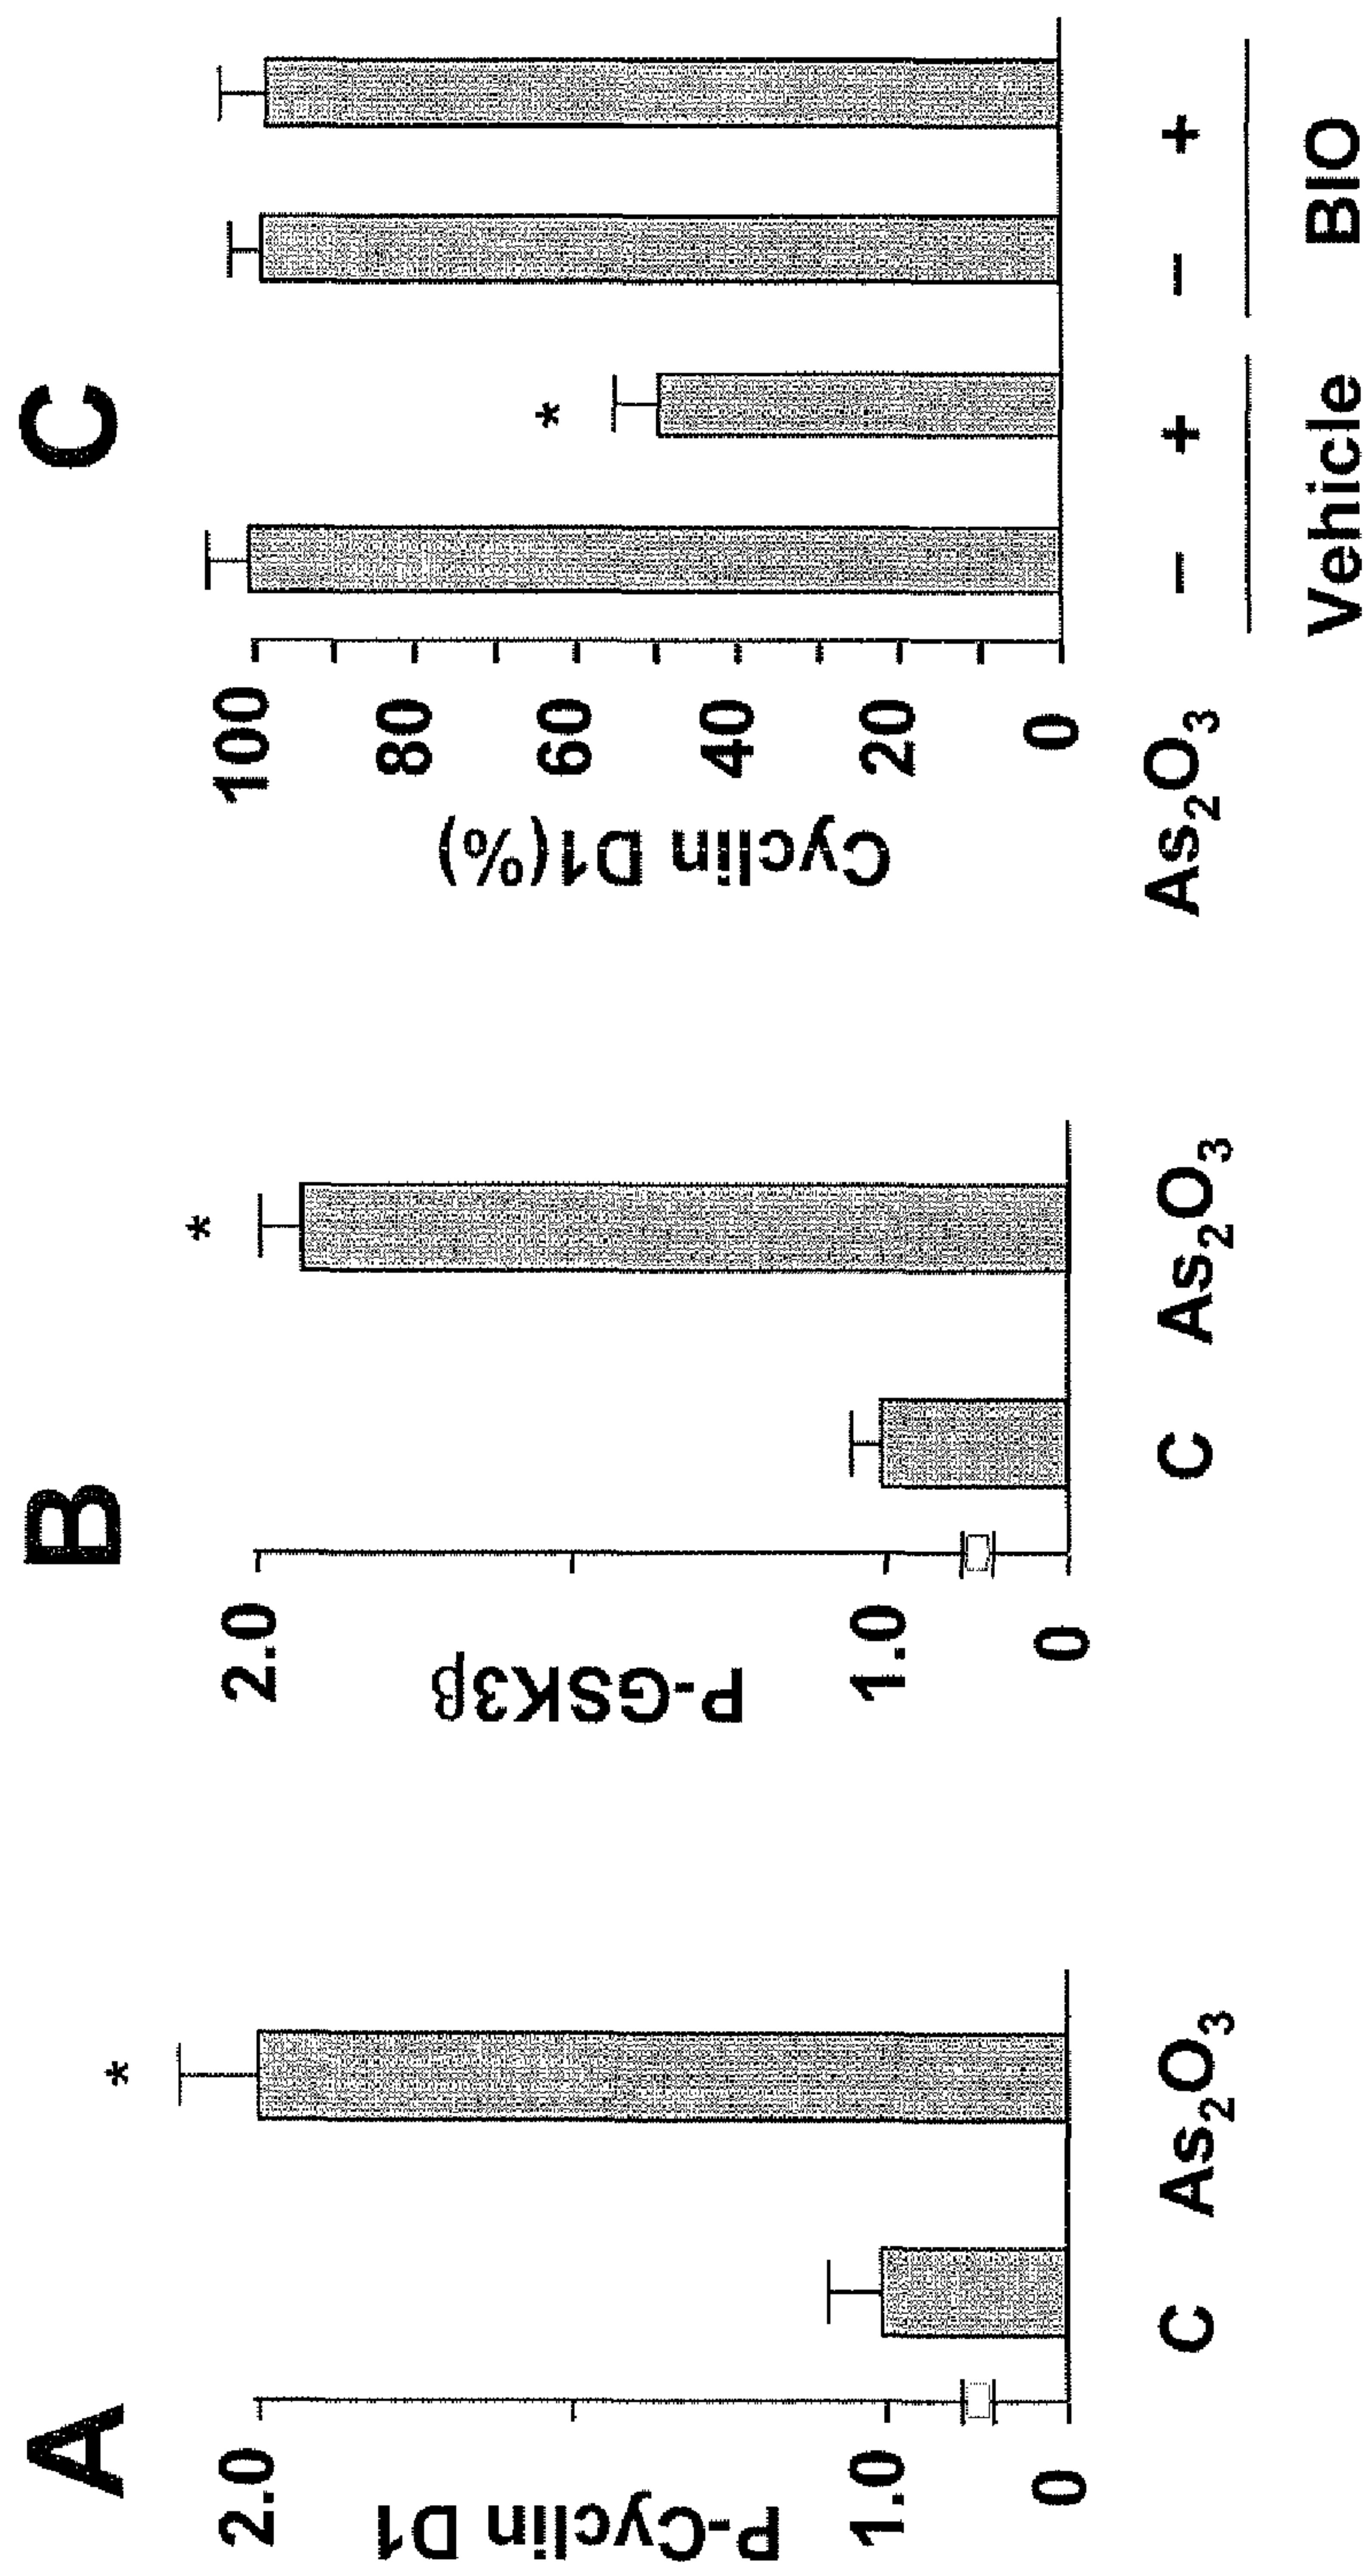 A
P-Cyclin D1
2.0
1.0
0
*
C As₂O₃
B
P-GSK3β
2.0
1.0
0
*
C As₂O₃
C
Cyclin D1(%)
100
80
60
40
20
0
*
As₂O₃ − + − +
Vehicle BIO